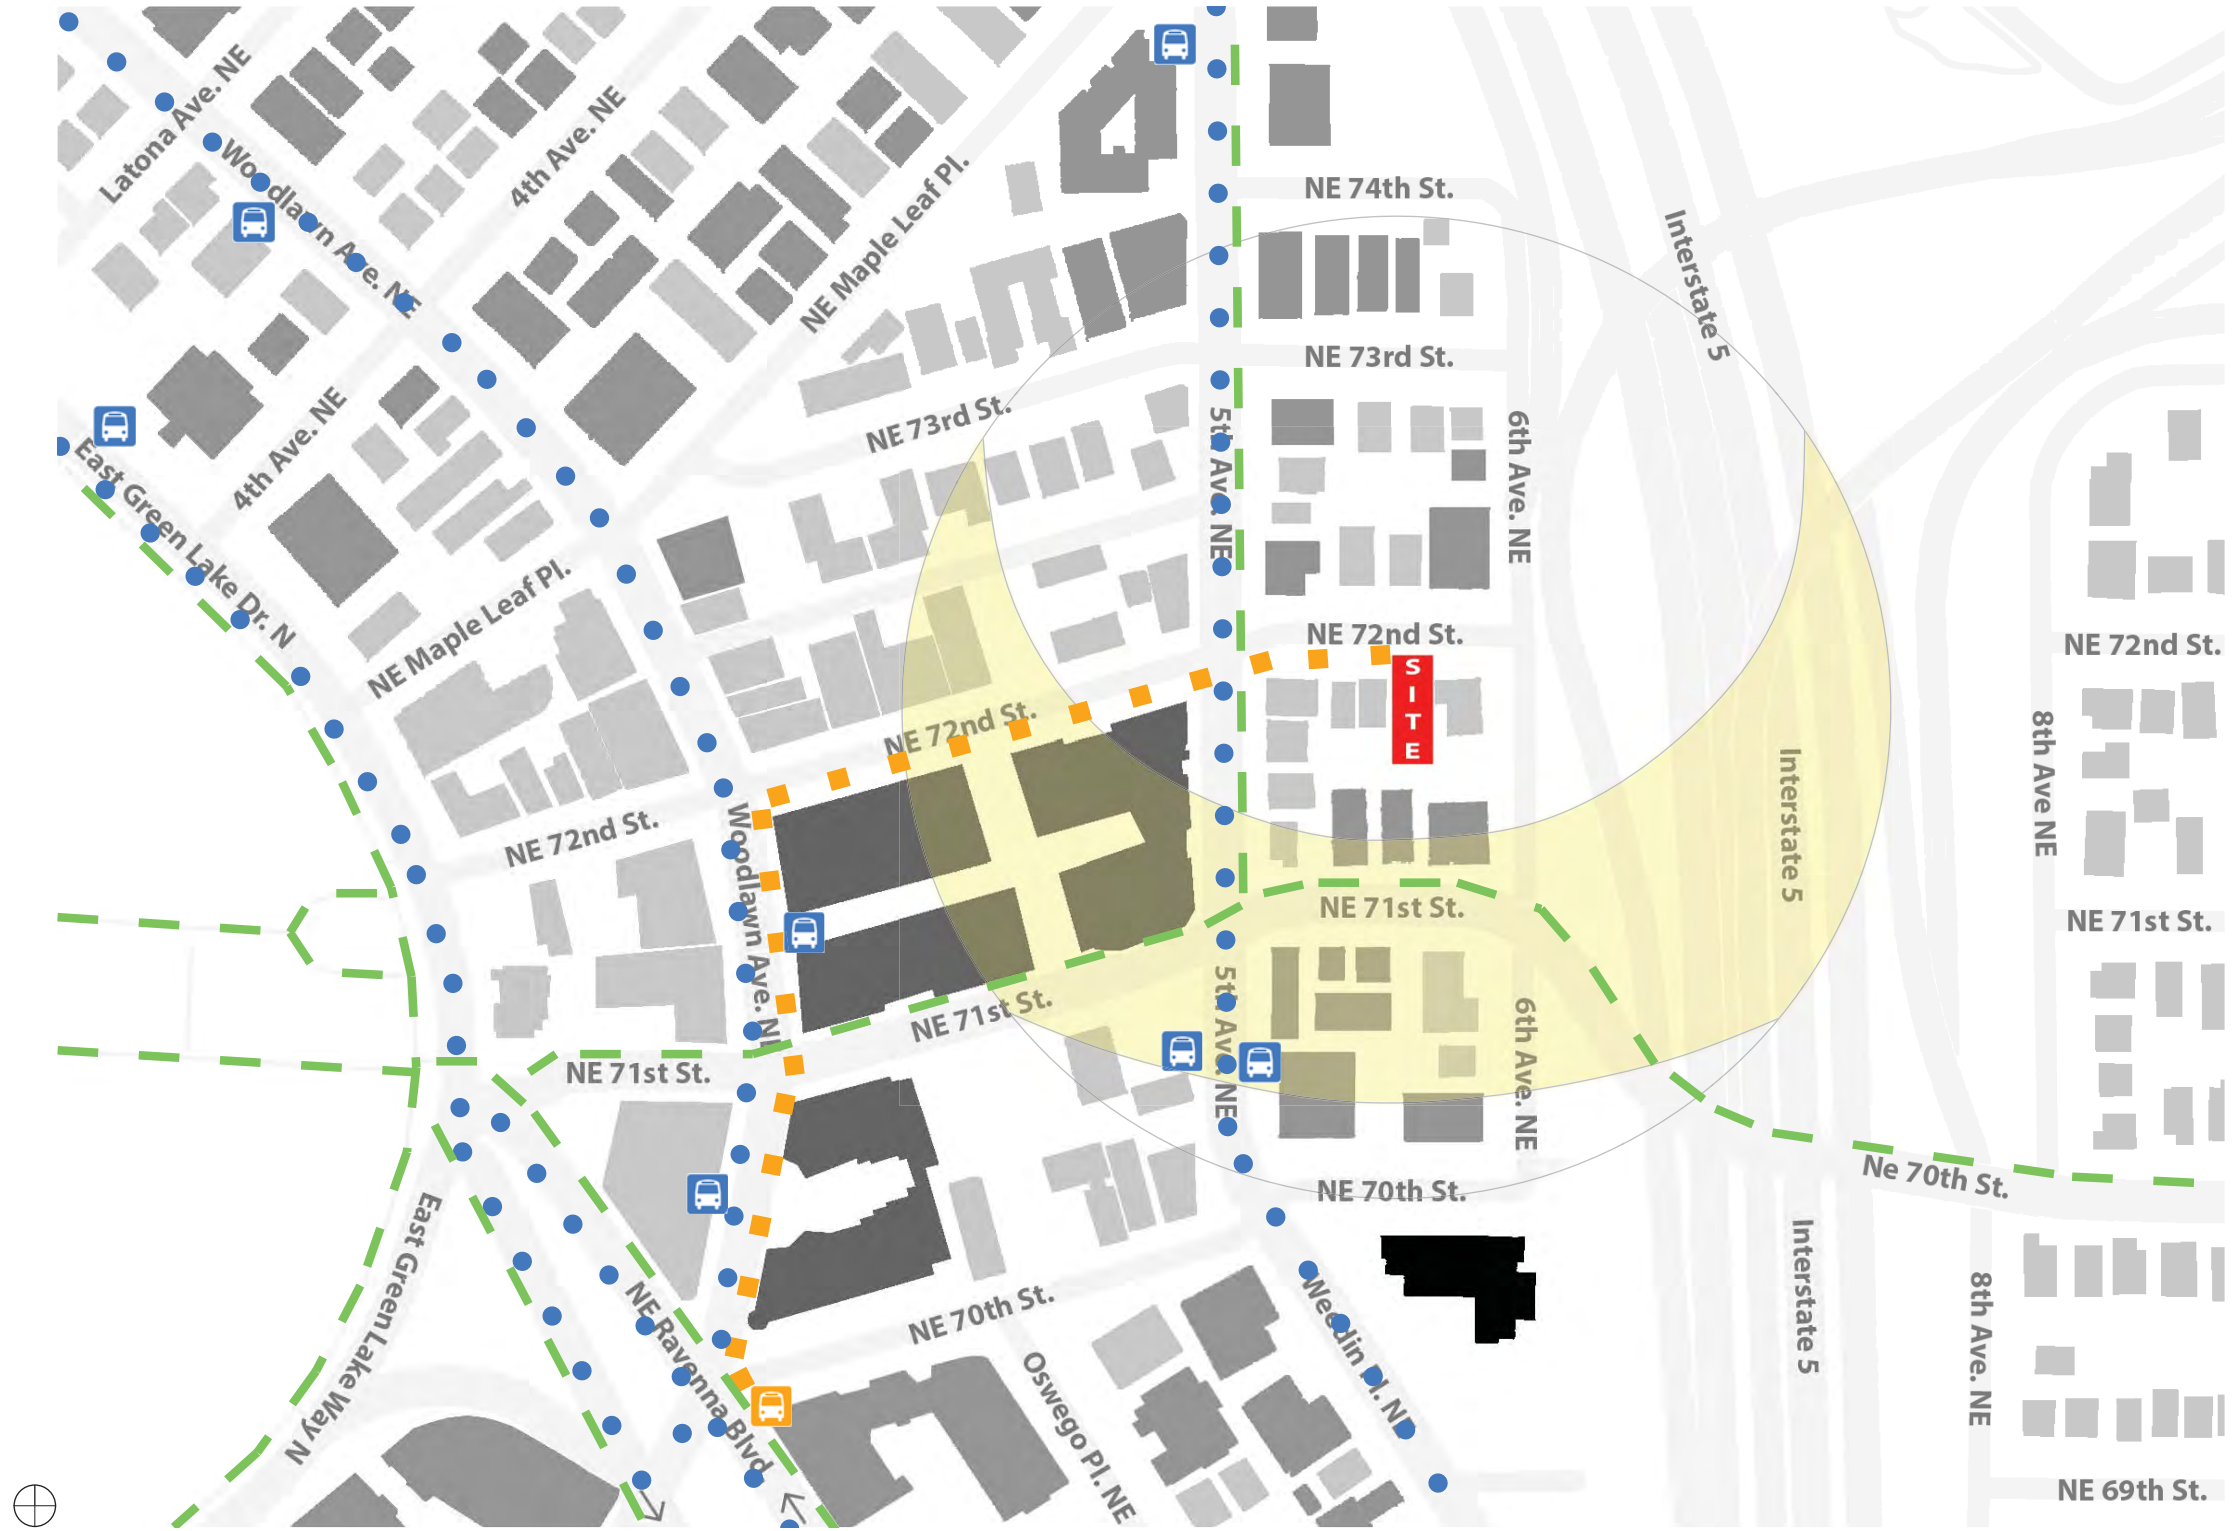 Latona Ave. NE
4th Ave. NE
Woodlawn Ave. NE
NE Maple Leaf Pl.
NE 74th St.
Interstate 5
NE 73rd St.
NE 73rd St.
5th Ave. NE
6th Ave. NE
4th Ave. NE
East Green Lake Dr. N
NE Maple Leaf Pl.
NE 72nd St.
NE 72nd St.
SITE
NE 72nd St.
8th Ave NE
Interstate 5
NE 72nd St.
Woodlawn Ave. NE
NE 71st St.
NE 71st St.
NE 71st St.
5th Ave. NE
6th Ave. NE
NE 71st St.
NE 70th St.
Ne 70th St.
East Green Lake Way N
NE Ravenna Blvd
NE 70th St.
Oswego Pl. NE
Weedin Pl. NE
Interstate 5
8th Ave. NE
NE 69th St.